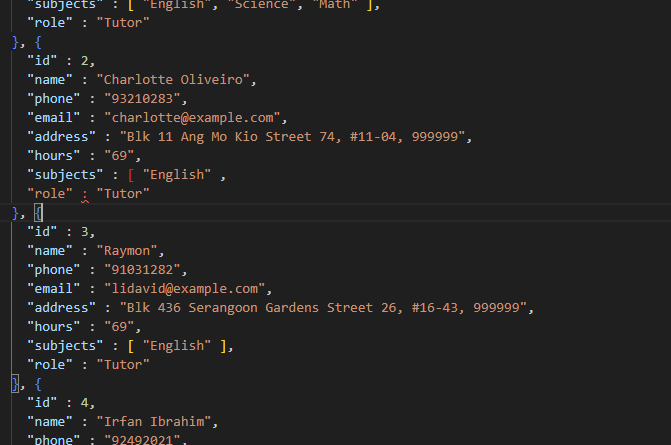 "subjects" : [ "English", "Science", "Math" ],
"role" : "Tutor"
}, {
"id" : 2,
"name" : "Charlotte Oliveiro",
"phone" : "93210283",
"email" : "charlotte@example.com",
"address" : "Blk 11 Ang Mo Kio Street 74, #11-04, 999999",
"hours" : "69",
"subjects" : [ "English" ,
"role" : "Tutor"
}, {
"id" : 3,
"name" : "Raymon",
"phone" : "91031282",
"email" : "lidavid@example.com",
"address" : "Blk 436 Serangoon Gardens Street 26, #16-43, 999999",
"hours" : "69",
"subjects" : [ "English" ],
"role" : "Tutor"
}, {
"id" : 4,
"name" : "Irfan Ibrahim",
"phone" : "92492021",